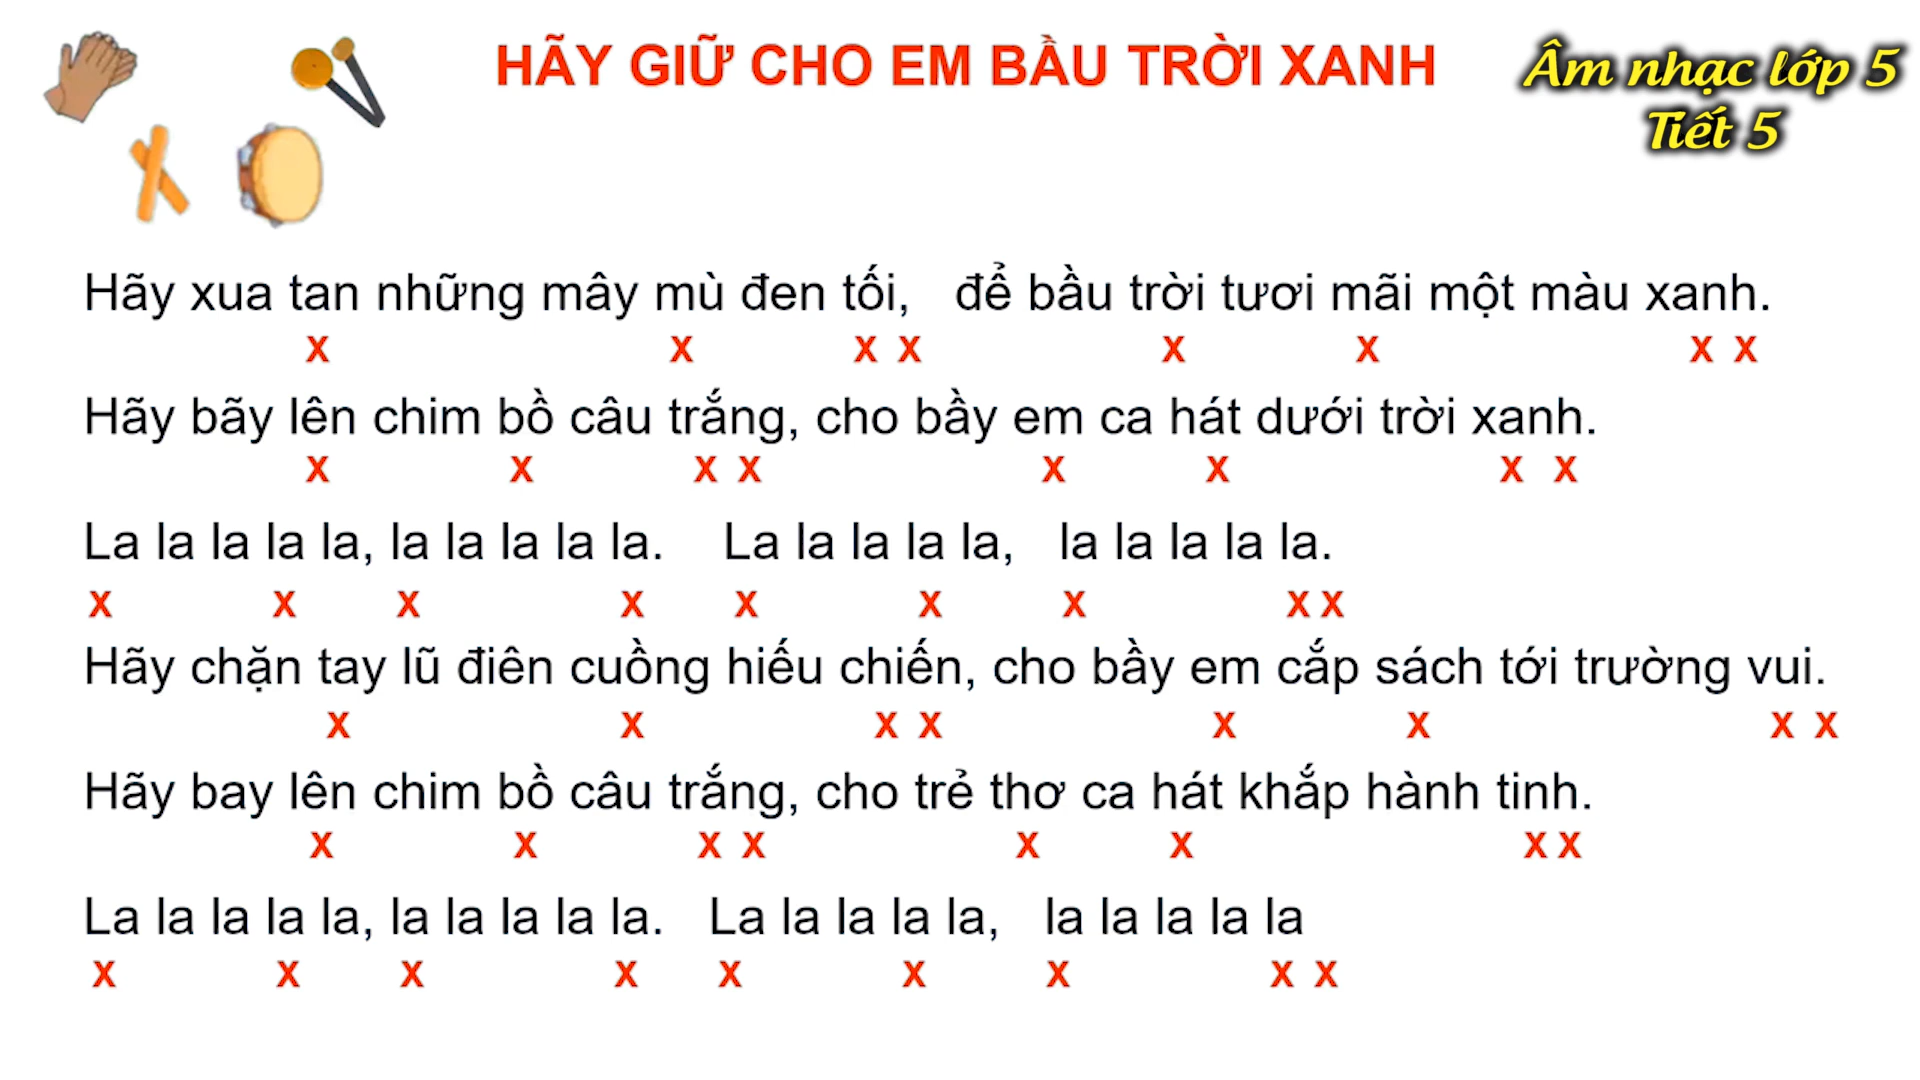 HÃY GIỮ CHO EM BẦU TRỜI XANH
Âm nhạc lớp 5
Tiết 5
Hãy xua tan những mây mù đen tối, để bầu trời tươi mãi một màu xanh.
x x x x x x x x
Hãy bãy lên chim bồ câu trắng, cho bầy em ca hát dưới trời xanh.
x x x x x x x x
La la la la la, la la la la la. La la la la la, la la la la la.
x x x x x x x x x
Hãy chặn tay lũ điên cuồng hiếu chiến, cho bầy em cắp sách tới trường vui.
x x x x x x x x
Hãy bay lên chim bồ câu trắng, cho trẻ thơ ca hát khắp hành tinh.
x x x x x x x x
La la la la la, la la la la la. La la la la la, la la la la la
x x x x x x x x x